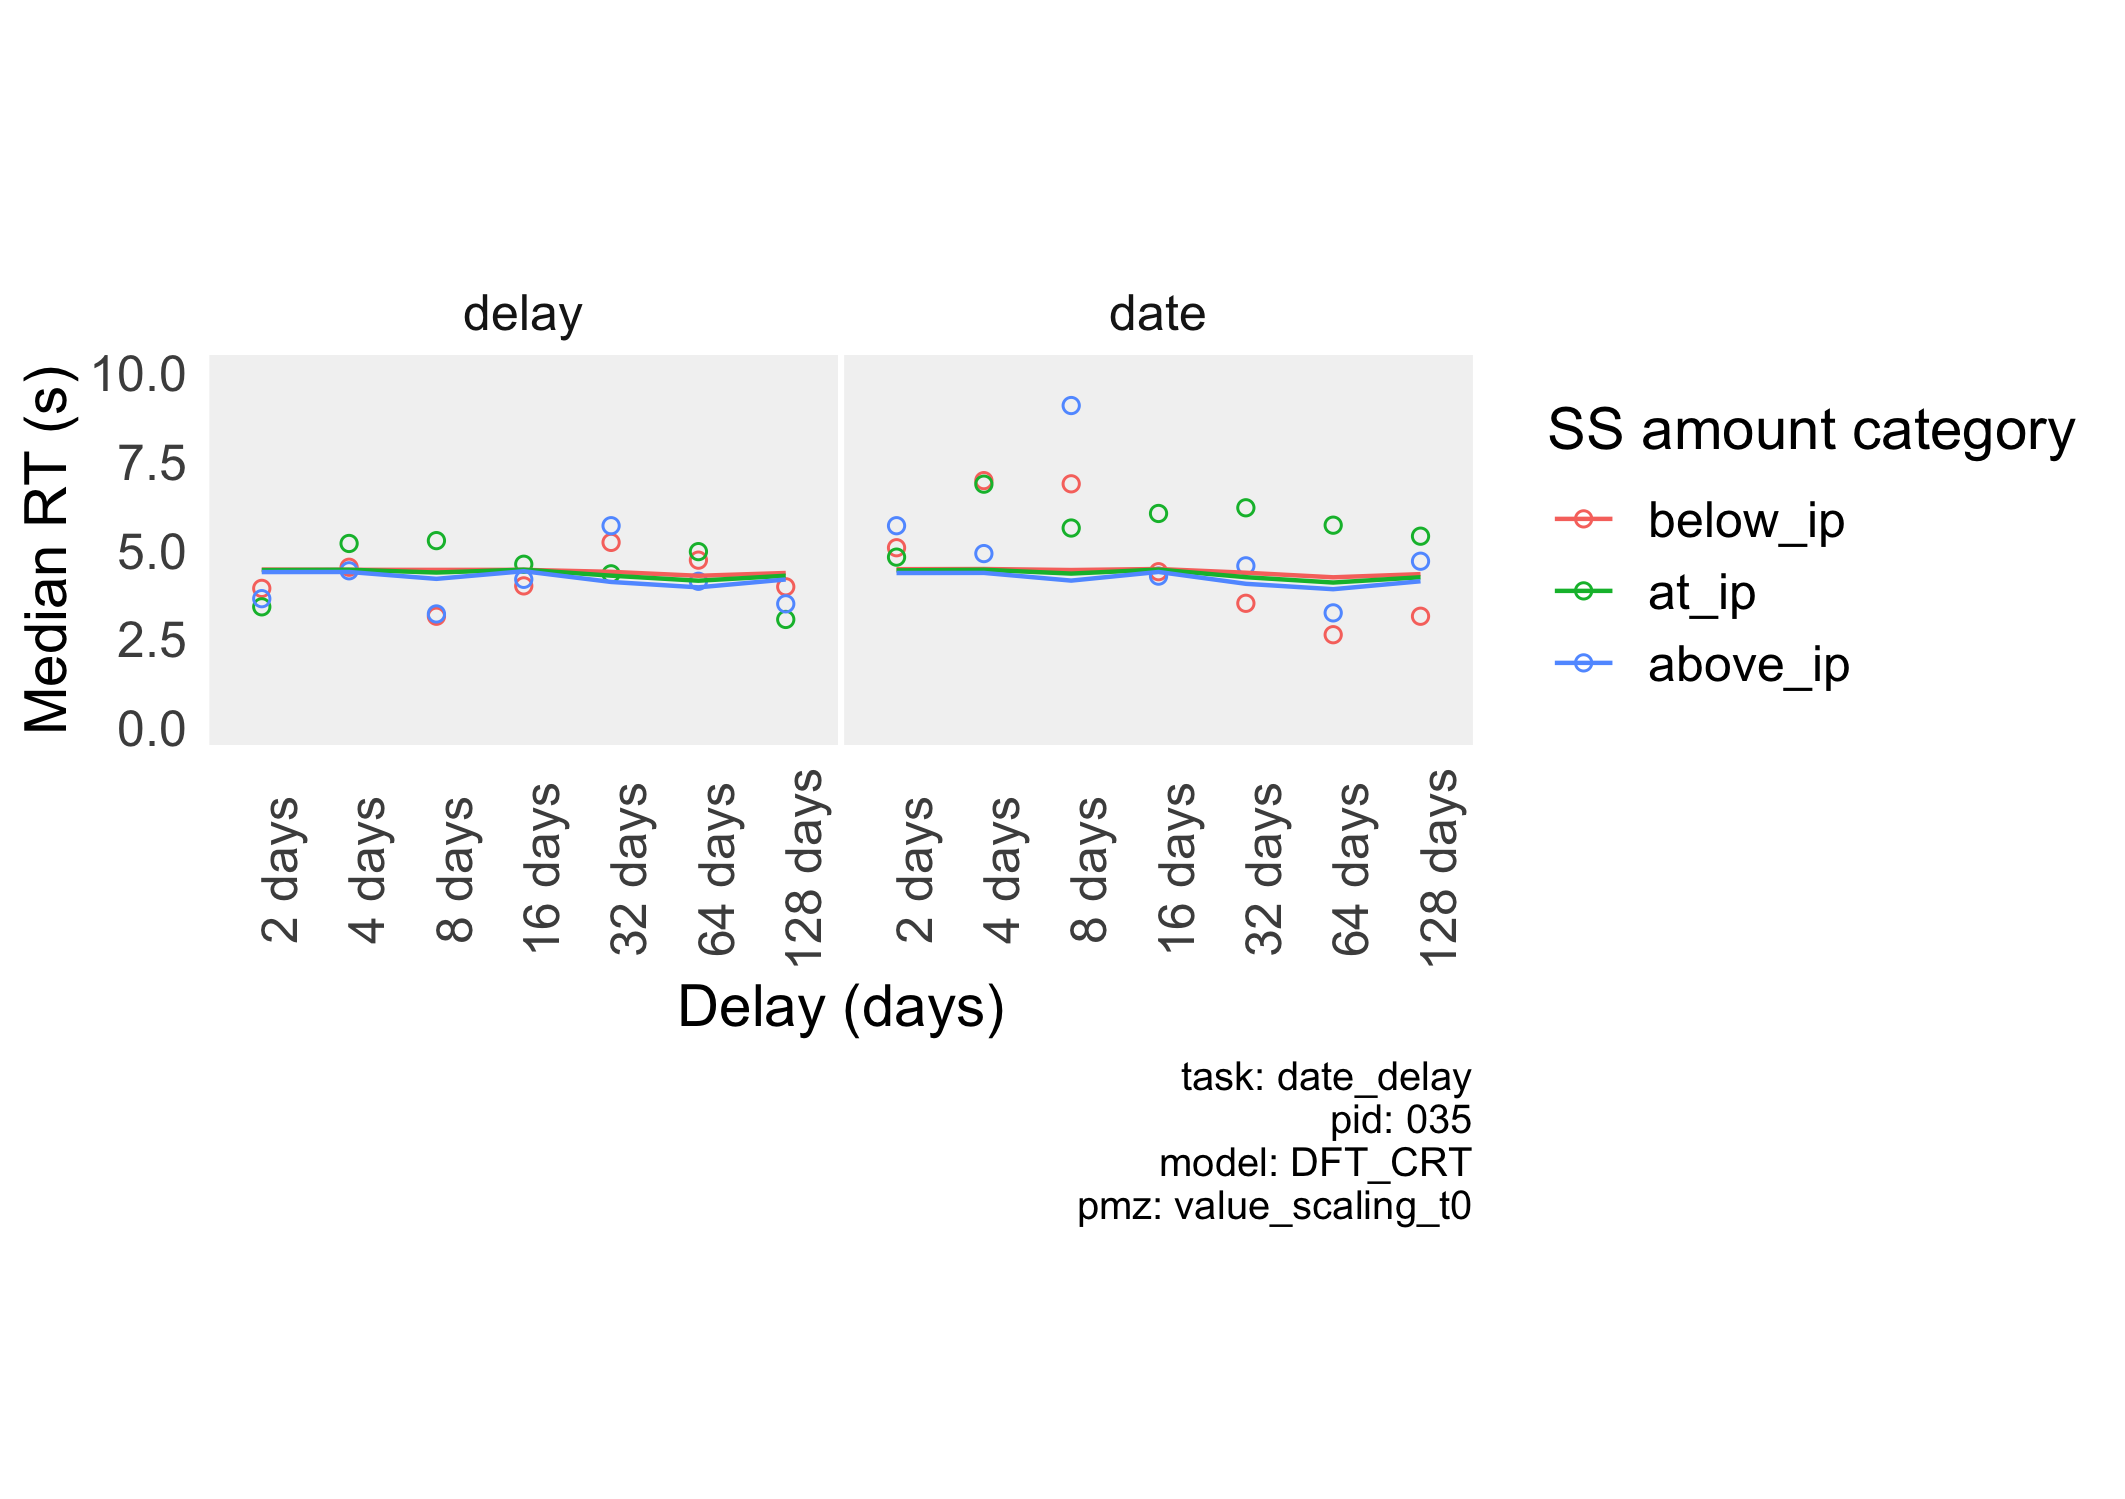 delay
date
Median RT (s)
10.0
7.5
5.0
2.5
0.0
2 days
4 days
8 days
16 days
32 days
64 days
128 days
2 days
4 days
8 days
16 days
32 days
64 days
128 days
Delay (days)
SS amount category
below_ip
at_ip
above_ip
task: date_delay
pid: 035
model: DFT_CRT
pmz: value_scaling_t0